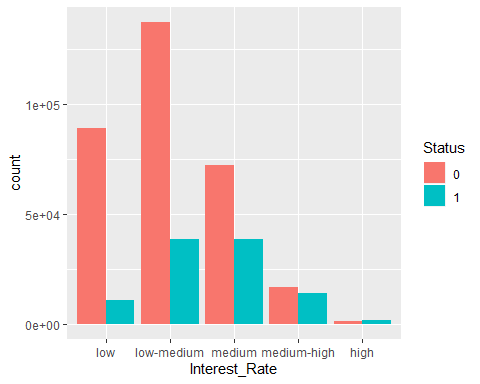 1e+05
5e+04
0e+00
count
low
low-medium
medium
medium-high
high
Interest_Rate
Status
0
1